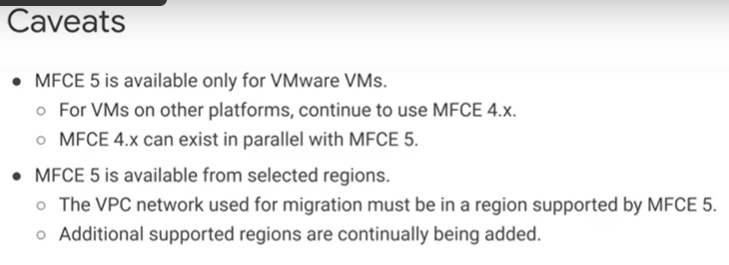 Caveats
● MFCE 5 is available only for VMware VMs.
○ For VMs on other platforms, continue to use MFCE 4.x.
○ MFCE 4.x can exist in parallel with MFCE 5.
● MFCE 5 is available from selected regions.
○ The VPC network used for migration must be in a region supported by MFCE 5.
○ Additional supported regions are continually being added.